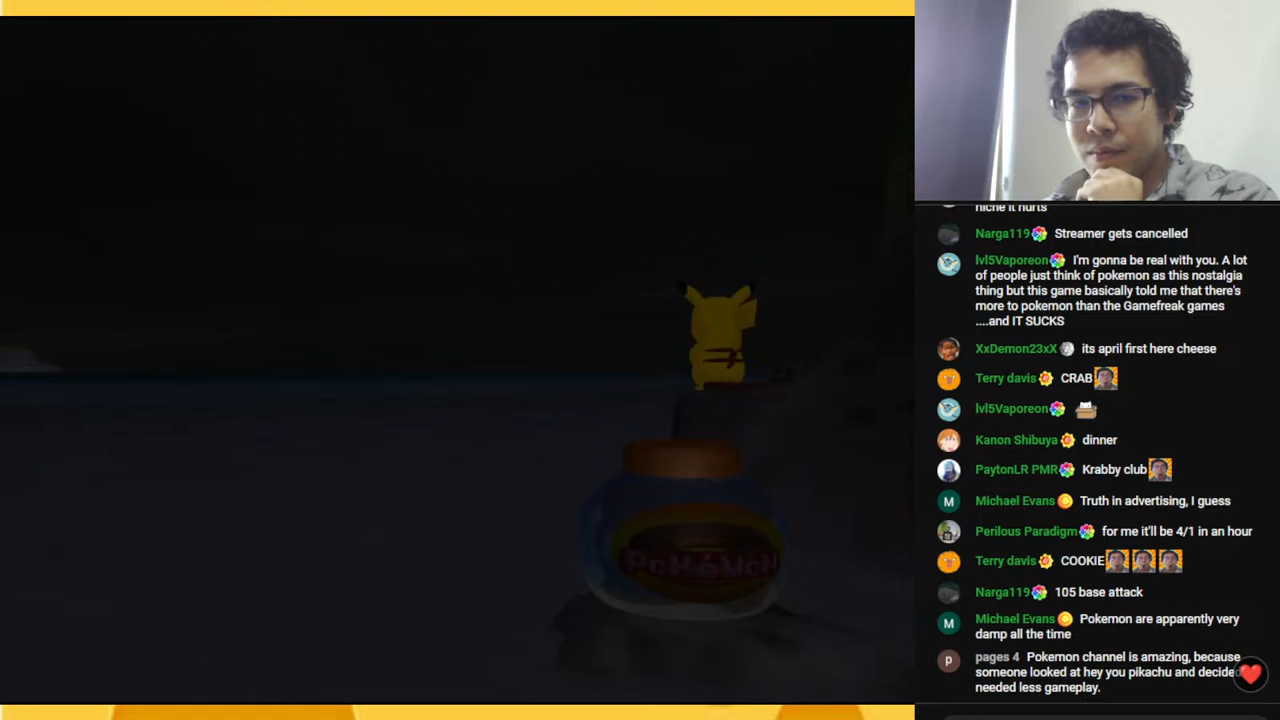 PoKéMoN
niche it hurts
Narga119 Streamer gets cancelled
lvl5Vaporeon I'm gonna be real with you. A lot
of people just think of pokemon as this nostalgia
thing but this game basically told me that there's
more to pokemon than the Gamefreak games
....and IT SUCKS
XxDemon23xX its april first here cheese
Terry davis CRAB
lvl5Vaporeon
Kanon Shibuya dinner
PaytonLR PMR Krabby club
M Michael Evans Truth in advertising, I guess
Perilous Paradigm for me it'll be 4/1 in an hour
Terry davis COOKIE
Narga119 105 base attack
M Michael Evans Pokemon are apparently very
damp all the time
p pages 4 Pokemon channel is amazing, because
someone looked at hey you pikachu and decided
needed less gameplay.